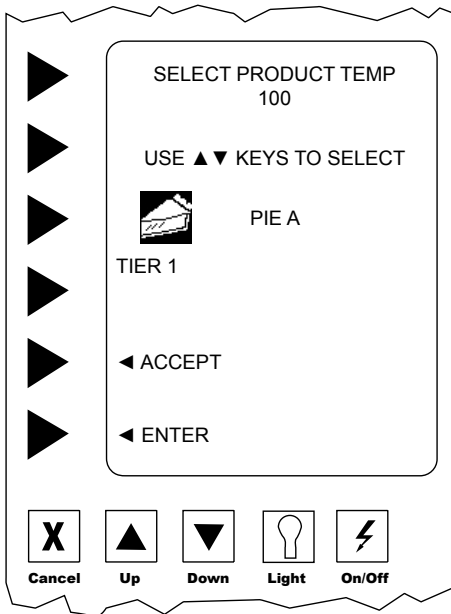 SELECT PRODUCT TEMP
100
USE ▲▼ KEYS TO SELECT
PIE A
TIER 1
◄ ACCEPT
◄ ENTER
X
Cancel Up Down Light On/Off